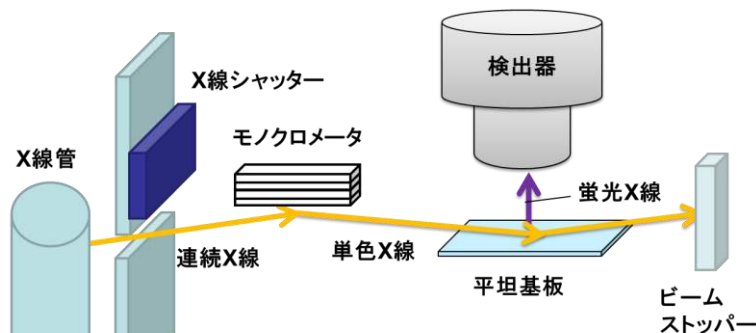 X線シャッター
検出器
モノクロメータ
X線管
蛍光X線
連続X線
単色X線
平坦基板
ビーム
ストッパー